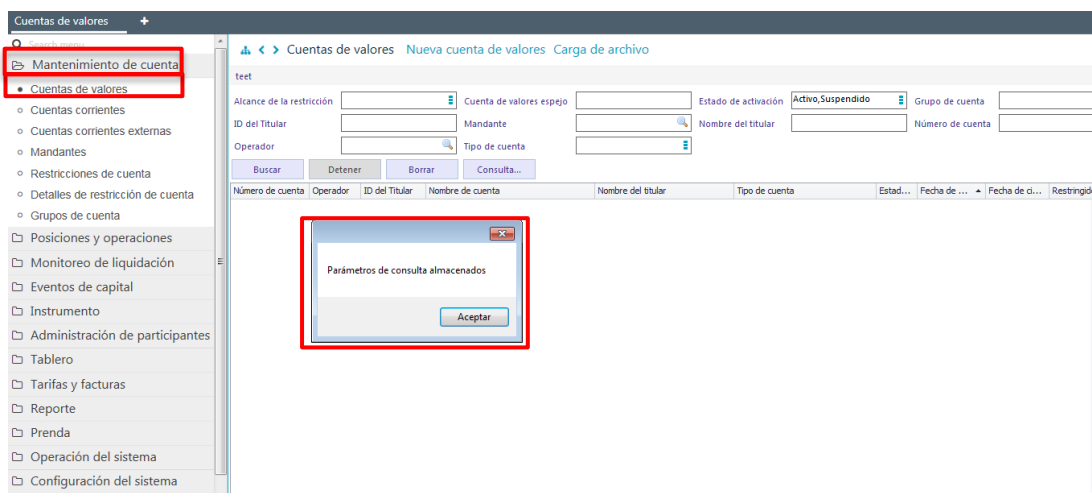 Cuentas de valores +
Search menu
Mantenimiento de cuenta
Cuentas de valores
Cuentas corrientes
Cuentas corrientes externas
Mandantes
Restricciones de cuenta
Detalles de restricción de cuenta
Grupos de cuenta
Posiciones y operaciones
Monitoreo de liquidación
Eventos de capital
Instrumento
Administración de participantes
Tablero
Tarifas y facturas
Reporte
Prenda
Operación del sistema
Configuración del sistema
Cuentas de valores Nueva cuenta de valores Carga de archivo
teet
Alcance de la restricción Cuenta de valores espejo Estado de activación Activo,Suspendido Grupo de cuenta
ID del Titular Mandante Nombre del titular Número de cuenta
Operador Tipo de cuenta
Buscar Detener Borrar Consulta...
Número de cuenta Operador ID del Titular Nombre de cuenta Nombre del titular Tipo de cuenta Estad... Fecha de ... Fecha de ci... Restringido
Parámetros de consulta almacenados
Aceptar